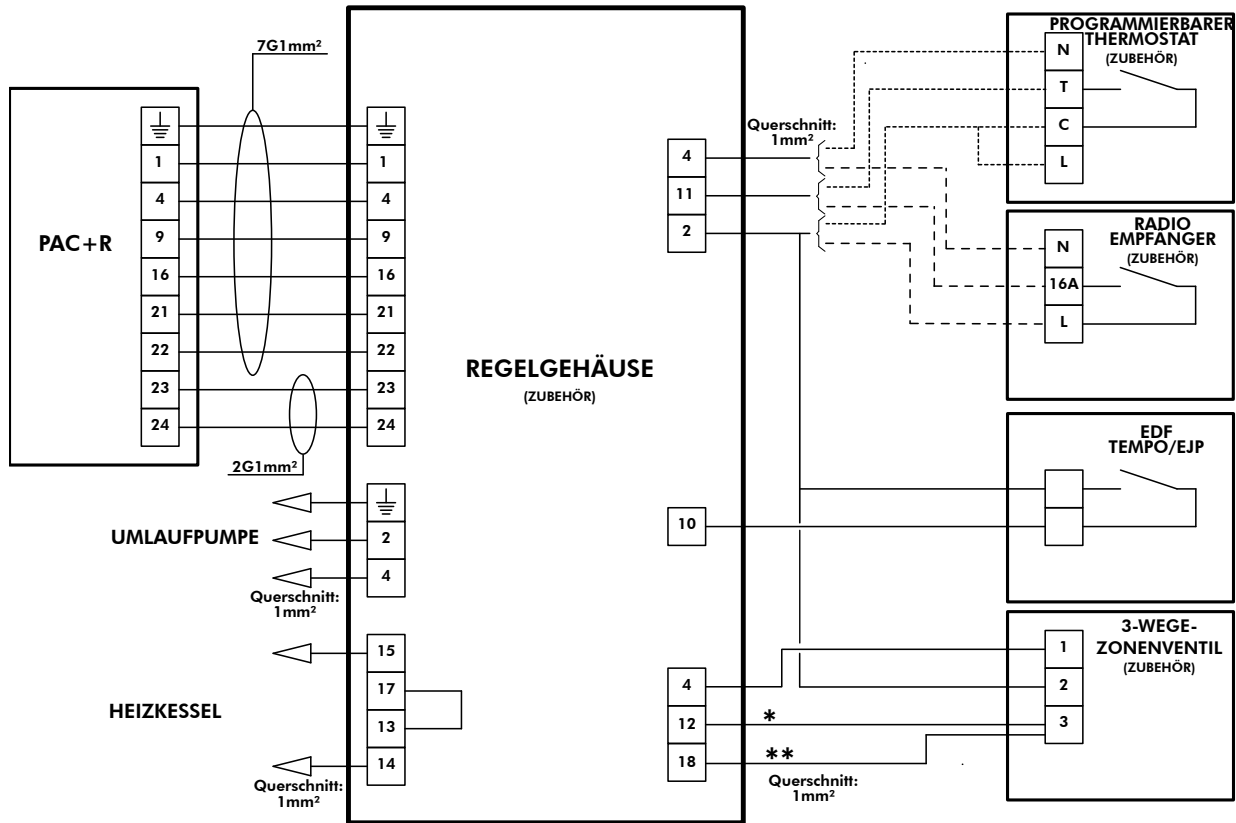 7G1mm²
PAC+R
1
4
9
16
21
22
23
24
2G1mm²
1
4
9
16
21
22
23
24
UMLAUFPUMPE
2
4
Querschnitt:
1mm²
HEIZKESSEL
15
17
13
14
Querschnitt:
1mm²
REGELGEHÄUSE
(ZUBEHÖR)
4
11
2
Querschnitt:
1mm²
10
4
12
18
*
**
Querschnitt:
1mm²
PROGRAMMIERBARER
THERMOSTAT
(ZUBEHÖR)
N
T
C
L
RADIO
EMPFÄNGER
(ZUBEHÖR)
N
16A
L
EDF
TEMPO/EJP
3-WEGE-
ZONENVENTIL
(ZUBEHÖR)
1
2
3